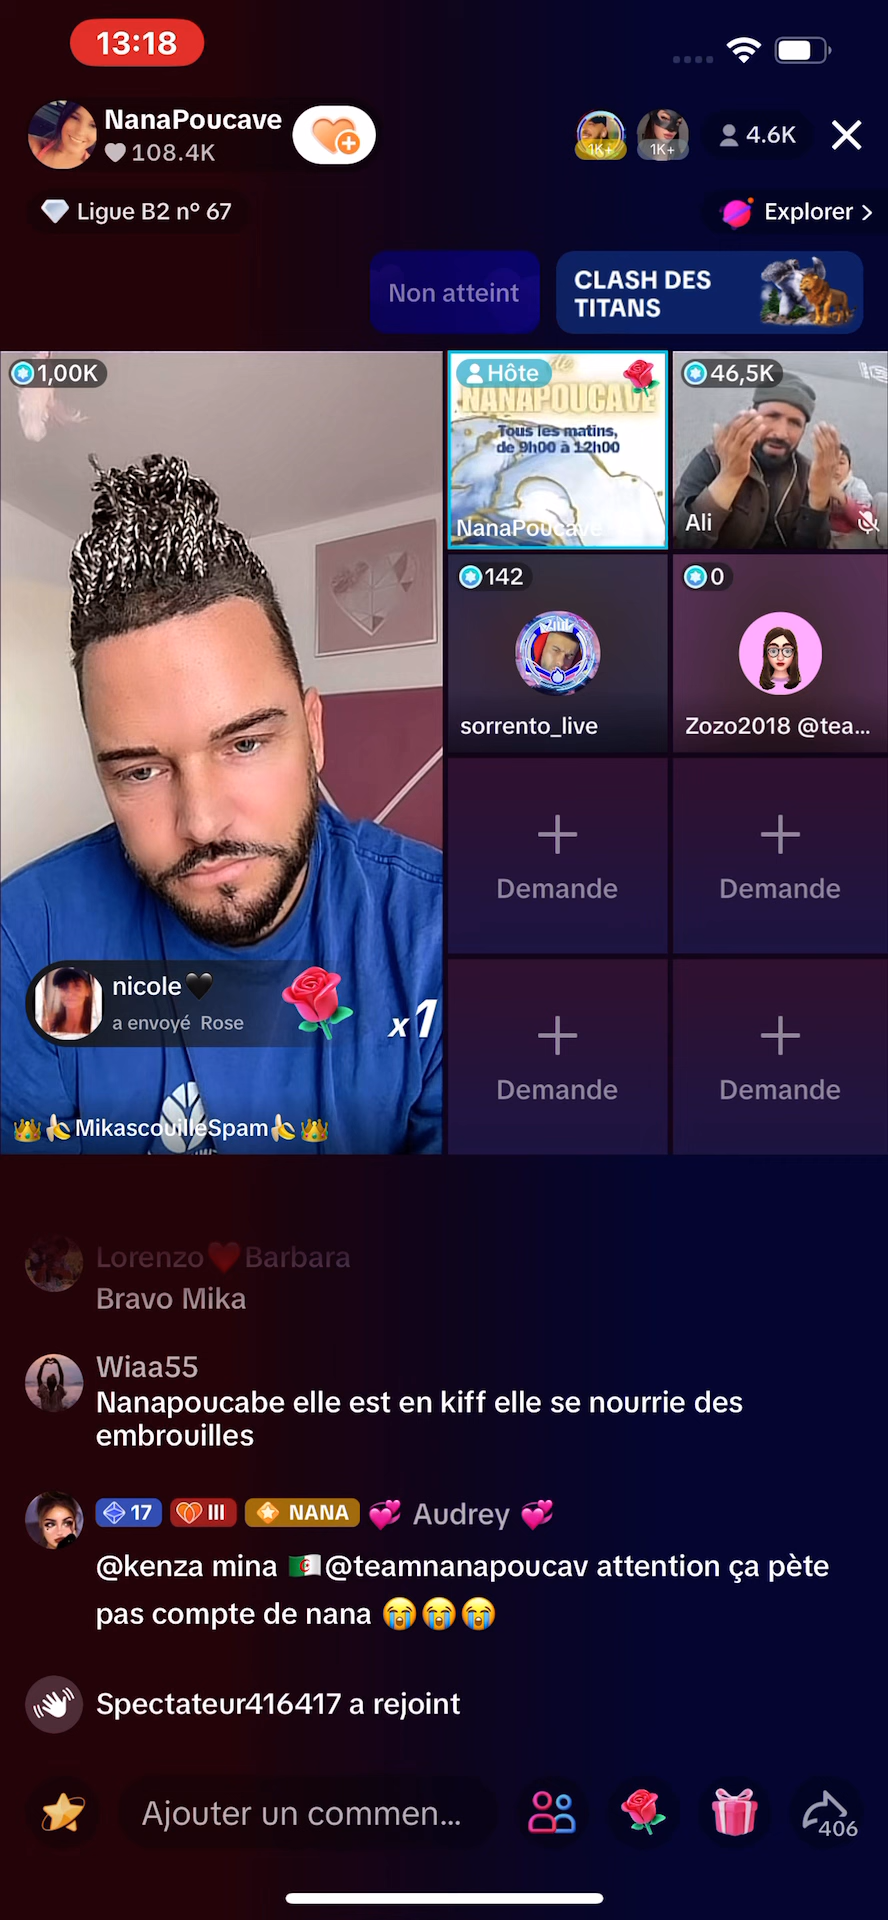 13:18
NanaPoucave
108.4K
1K+
1K+
4.6K
Ligue B2 nº 67
Explorer >
Non atteint
CLASH DES
TITANS
1,00K
Hôte
de
NANAPOUCAVE
Tous les matins,
de 9h00 à 12h00
NanaPoucave
46,5K
Ali
142
sorrento_live
0
Zozo2018 @tea...
Demande
Demande
Demande
Demande
nicole🖤
a envoyé Rose
x1
👑🍌MikascouilleSpam🍌👑
Lorenzo❤️Barbara
Bravo Mika
Wiaa55
Nanapoucabe elle est en kiff elle se nourrie des
embrouilles
17 III NANA 💞 Audrey 💞
@kenza mina 🇩🇿@teamnanapoucav attention ça pète
pas compte de nana 😭😭😭
Spectateur416417 a rejoint
Ajouter un commen...
406